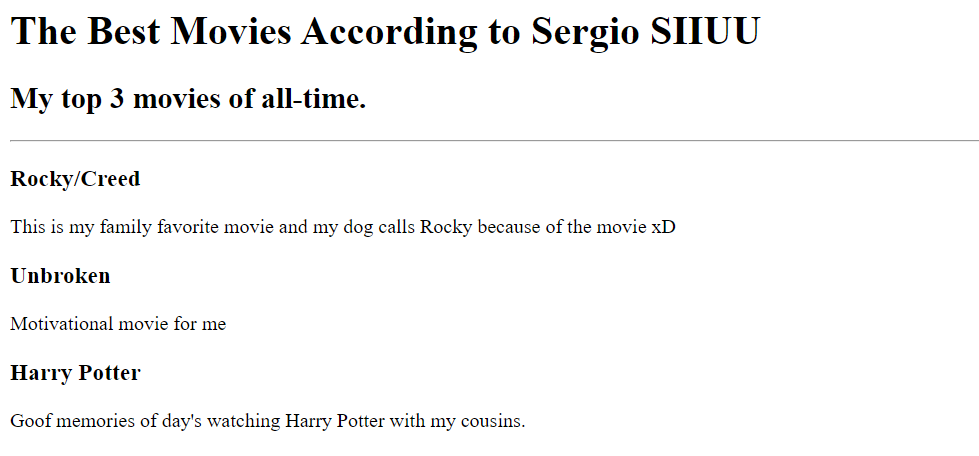 The Best Movies According to Sergio SIIUU
My top 3 movies of all-time.
Rocky/Creed
This is my family favorite movie and my dog calls Rocky because of the movie xD
Unbroken
Motivational movie for me
Harry Potter
Goof memories of day's watching Harry Potter with my cousins.